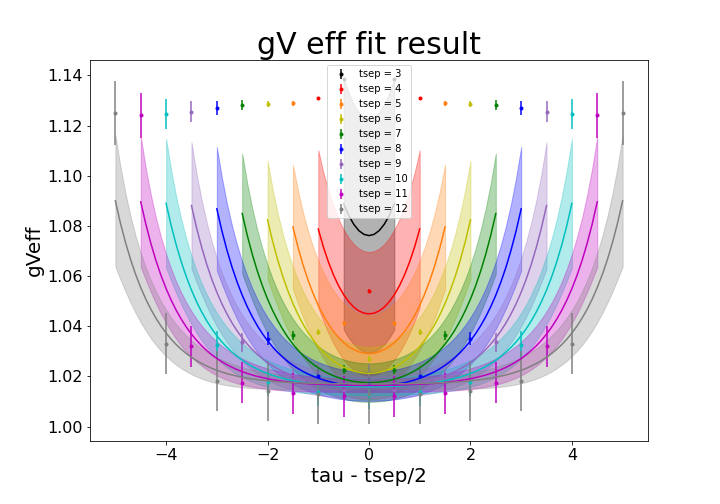 gV eff fit result
tsep = 3
tsep = 4
tsep = 5
tsep = 6
tsep = 7
tsep = 8
tsep = 9
tsep = 10
tsep = 11
tsep = 12
1.14
1.12
1.10
1.08
1.06
1.04
1.02
1.00
gVeff
−4
−2
0
2
4
tau - tsep/2